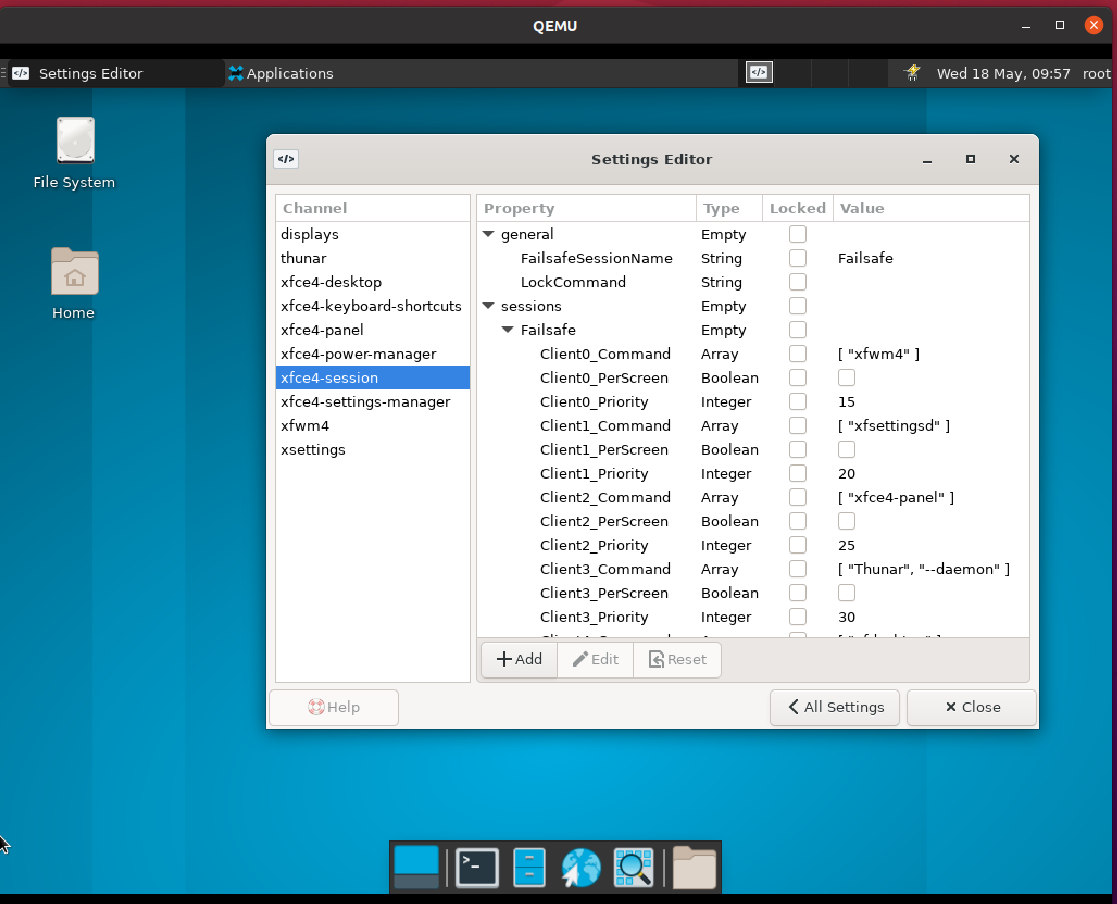 QEMU
Settings Editor
Applications
Wed 18 May, 09:57
root
File System
Home
Settings Editor
Channel
displays
thunar
xfce4-desktop
xfce4-keyboard-shortcuts
xfce4-panel
xfce4-power-manager
xfce4-session
xfce4-settings-manager
xfwm4
xsettings
Property Type Locked Value
general Empty
FailsafeSessionName String Failsafe
LockCommand String
sessions Empty
Failsafe Empty
Client0_Command Array [ "xfwm4" ]
Client0_PerScreen Boolean
Client0_Priority Integer 15
Client1_Command Array [ "xfsettingsd" ]
Client1_PerScreen Boolean
Client1_Priority Integer 20
Client2_Command Array [ "xfce4-panel" ]
Client2_PerScreen Boolean
Client2_Priority Integer 25
Client3_Command Array [ "Thunar", "--daemon" ]
Client3_PerScreen Boolean
Client3_Priority Integer 30
Add Edit Reset
Help All Settings Close